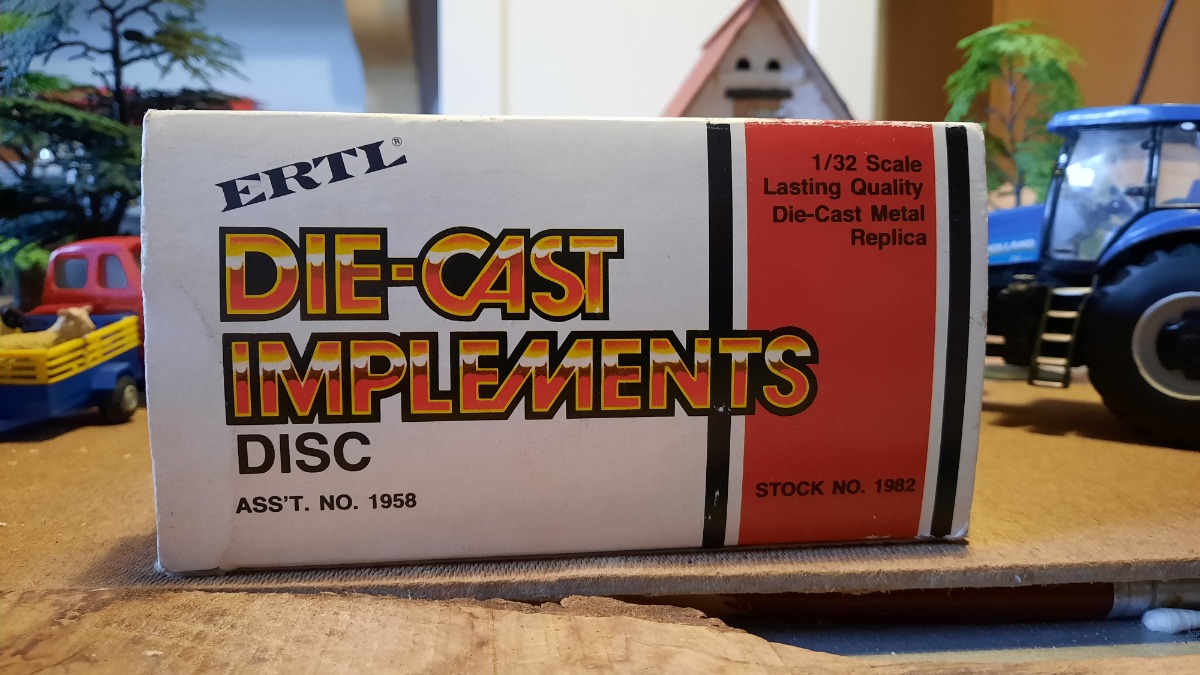 ERTL®
DIE-CAST
IMPLEMENTS
DISC
ASS'T. NO. 1958
1/32 Scale
Lasting Quality
Die-Cast Metal
Replica
STOCK NO. 1982
HOLLAND